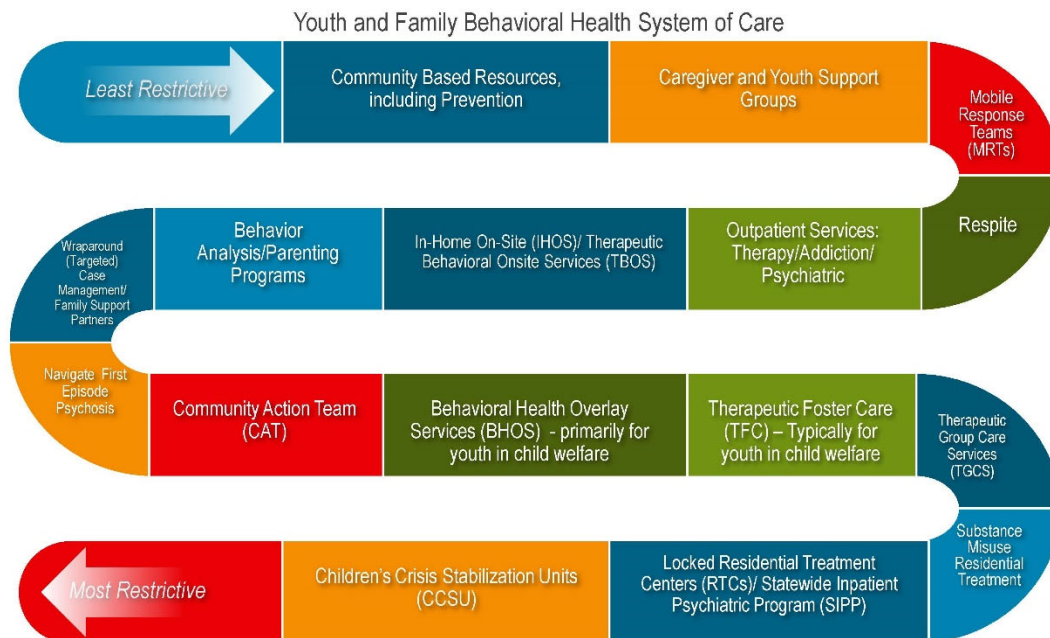 Youth and Family Behavioral Health System of Care
Least Restrictive
Community Based Resources,
including Prevention
Caregiver and Youth Support
Groups
Mobile
Response
Teams
(MRTs)
Respite
Outpatient Services:
Therapy/Addiction/
Psychiatric
In-Home On-Site (IHOS)/ Therapeutic
Behavioral Onsite Services (TBOS)
Behavior
Analysis/Parenting
Programs
Wraparound
(Targeted)
Case
Management/
Family Support
Partners
Navigate First
Episode
Psychosis
Community Action Team
(CAT)
Behavioral Health Overlay
Services (BHOS) - primarily for
youth in child welfare
Therapeutic Foster Care
(TFC) – Typically for
youth in child welfare
Therapeutic
Group Care
Services
(TGCS)
Substance
Misuse
Residential
Treatment
Locked Residential Treatment
Centers (RTCs)/ Statewide Inpatient
Psychiatric Program (SIPP)
Children's Crisis Stabilization Units
(CCSU)
Most Restrictive